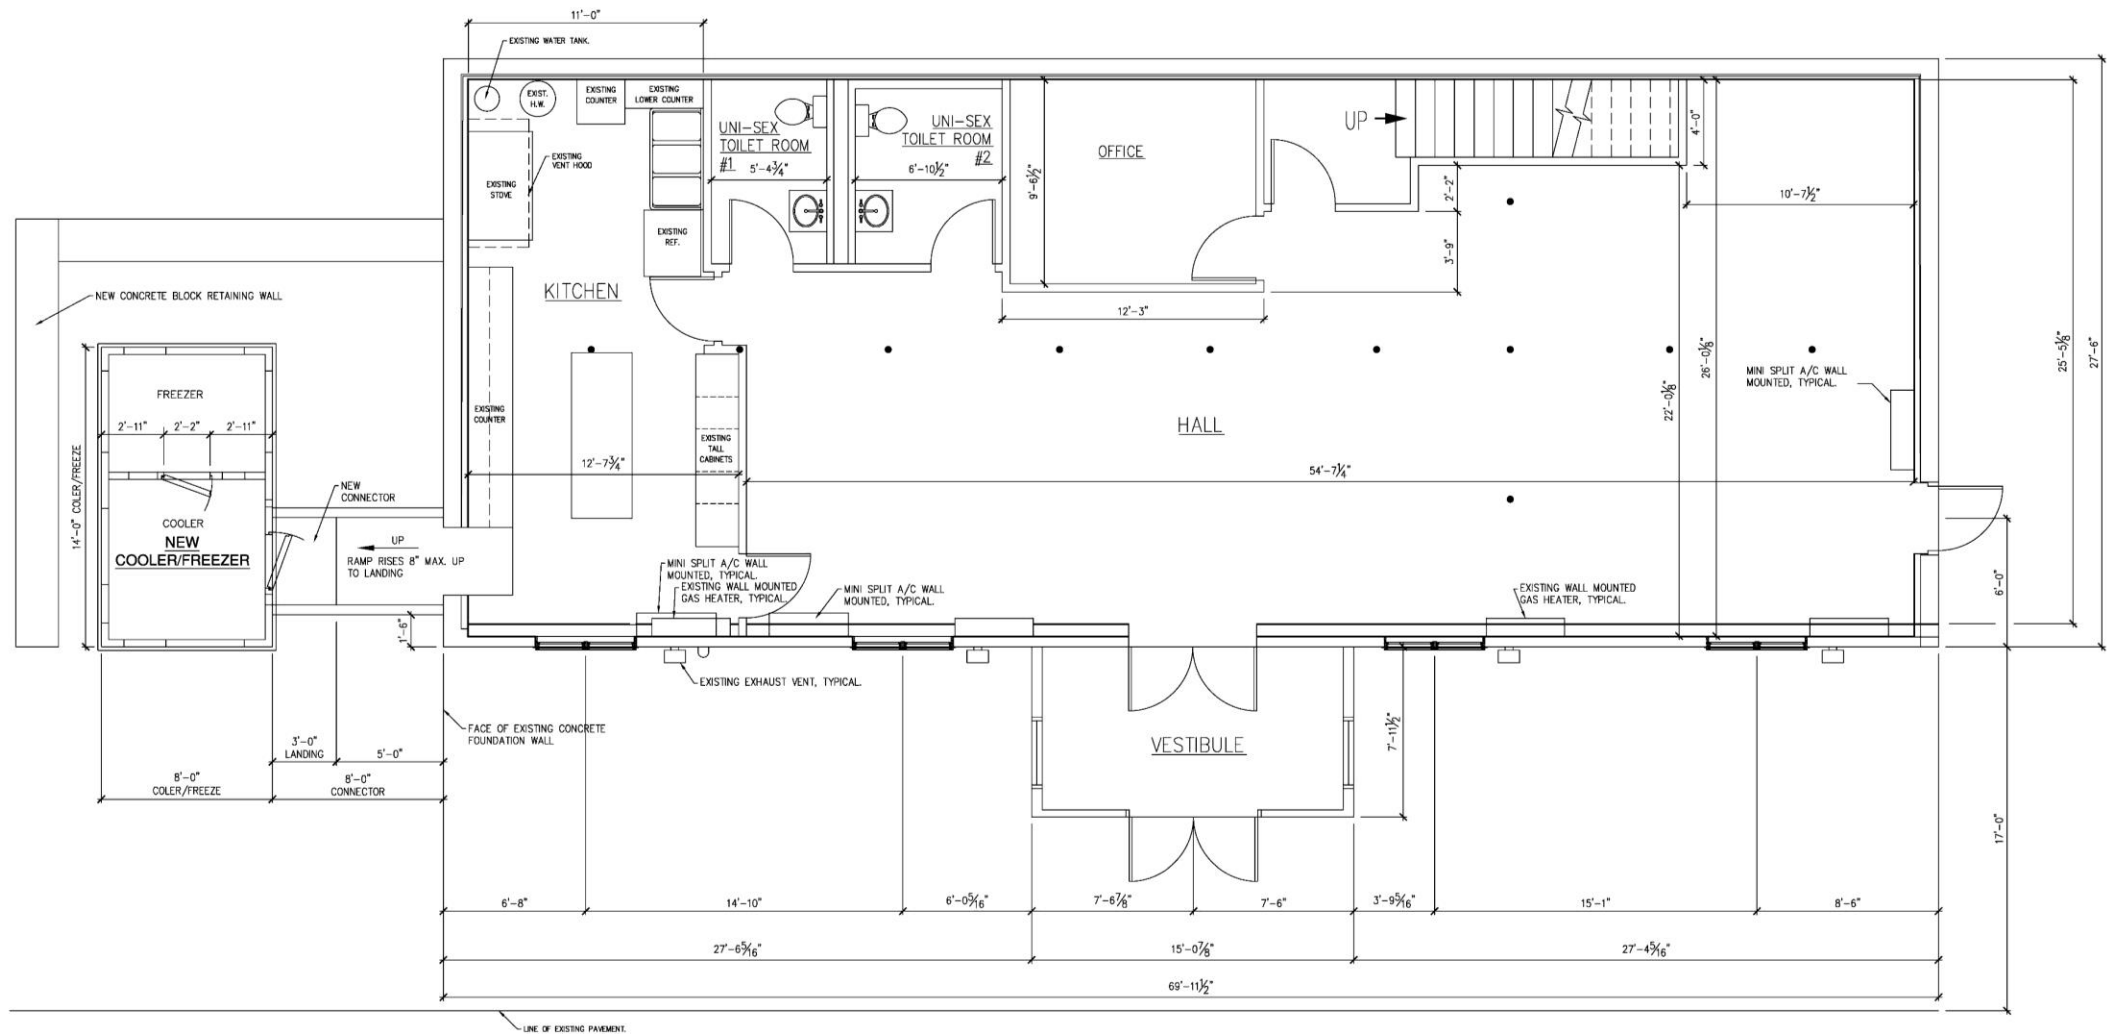 11'-0"
EXISTING WATER TANK.
EXIST.
H.W.
EXISTING
COUNTER
EXISTING
LOWER COUNTER
UNI-SEX
TOILET ROOM
#1
5'-4¾"
UNI-SEX
TOILET ROOM
#2
6'-10½"
OFFICE
9'-6½"
UP
4'-0"
2'-2"
3'-9"
10'-7½"
EXISTING
VENT HOOD
EXISTING
STOVE
EXISTING
REF.
KITCHEN
12'-3"
NEW CONCRETE BLOCK RETAINING WALL
25'-5⅛"
27'-6"
26'-0⅛"
22'-0⅛"
MINI SPLIT A/C WALL
MOUNTED, TYPICAL.
FREEZER
2'-11"
2'-2"
2'-11"
14'-0" COLER/FREEZE
EXISTING
COUNTER
EXISTING
TALL
CABINETS
HALL
12'-7¾"
54'-7¼"
NEW
CONNECTOR
COOLER
NEW
COOLER/FREEZER
UP
RAMP RISES 8" MAX. UP
TO LANDING
MINI SPLIT A/C WALL
MOUNTED, TYPICAL.
EXISTING WALL MOUNTED
GAS HEATER, TYPICAL.
MINI SPLIT A/C WALL
MOUNTED, TYPICAL.
EXISTING WALL MOUNTED
GAS HEATER, TYPICAL.
6'-0"
1'-6"
EXISTING EXHAUST VENT, TYPICAL.
FACE OF EXISTING CONCRETE
FOUNDATION WALL
VESTIBULE
7'-11½"
3'-0"
LANDING
5'-0"
8'-0"
COLER/FREEZE
8'-0"
CONNECTOR
17'-0"
6'-8"
14'-10"
6'-0⁵⁄₁₆"
7'-6⅞"
7'-6"
3'-9⁵⁄₁₆"
15'-1"
8'-6"
27'-6⁵⁄₁₆"
15'-0⅞"
27'-4⁵⁄₁₆"
69'-11½"
LINE OF EXISTING PAVEMENT.